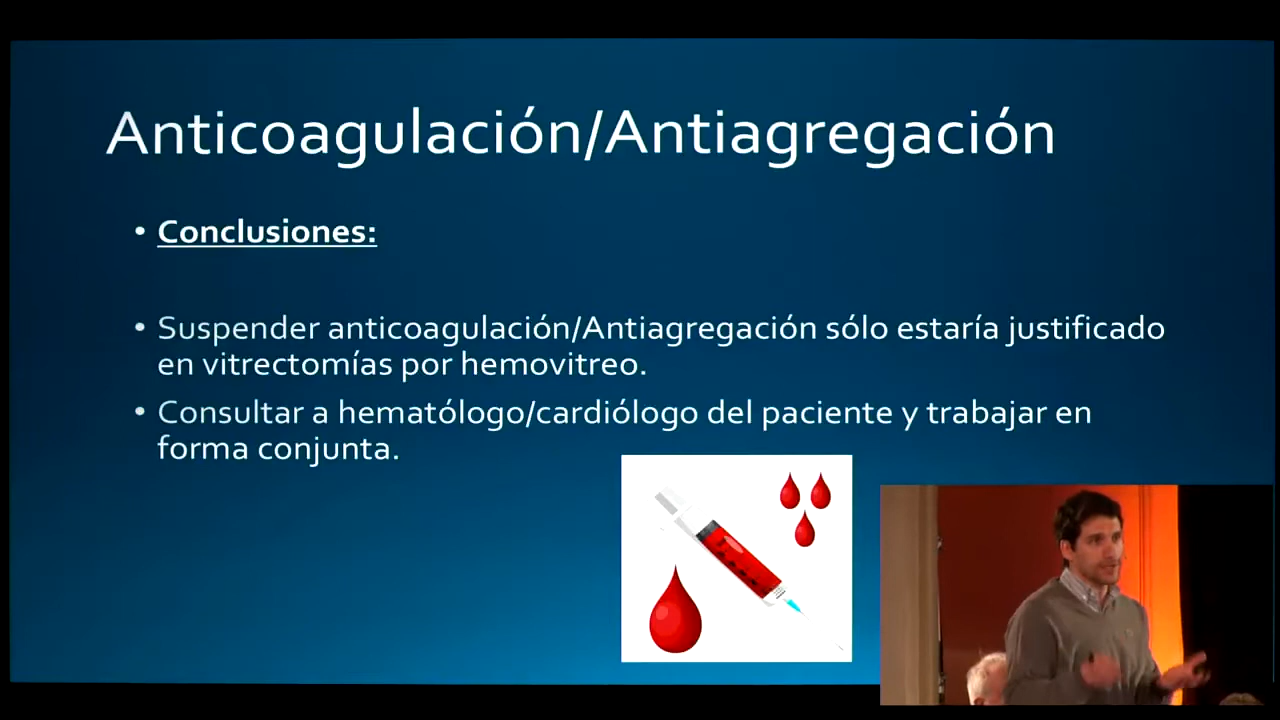 Anticoagulación/Antiagregación
• Conclusiones:
• Suspender anticoagulación/Antiagregación sólo estaría justificado
en vitrectomías por hemovitreo.
• Consultar a hematólogo/cardiólogo del paciente y trabajar en
forma conjunta.